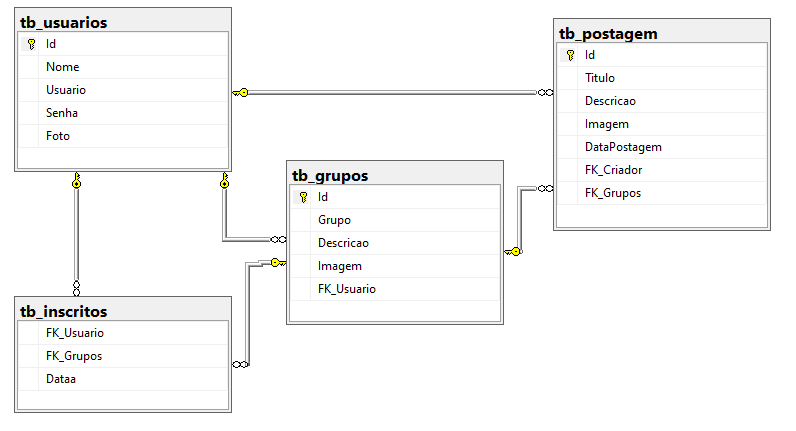 tb_usuarios
Id
Nome
Usuario
Senha
Foto
tb_postagem
Id
Titulo
Descricao
Imagem
DataPostagem
FK_Criador
FK_Grupos
tb_grupos
Id
Grupo
Descricao
Imagem
FK_Usuario
tb_inscritos
FK_Usuario
FK_Grupos
Dataa